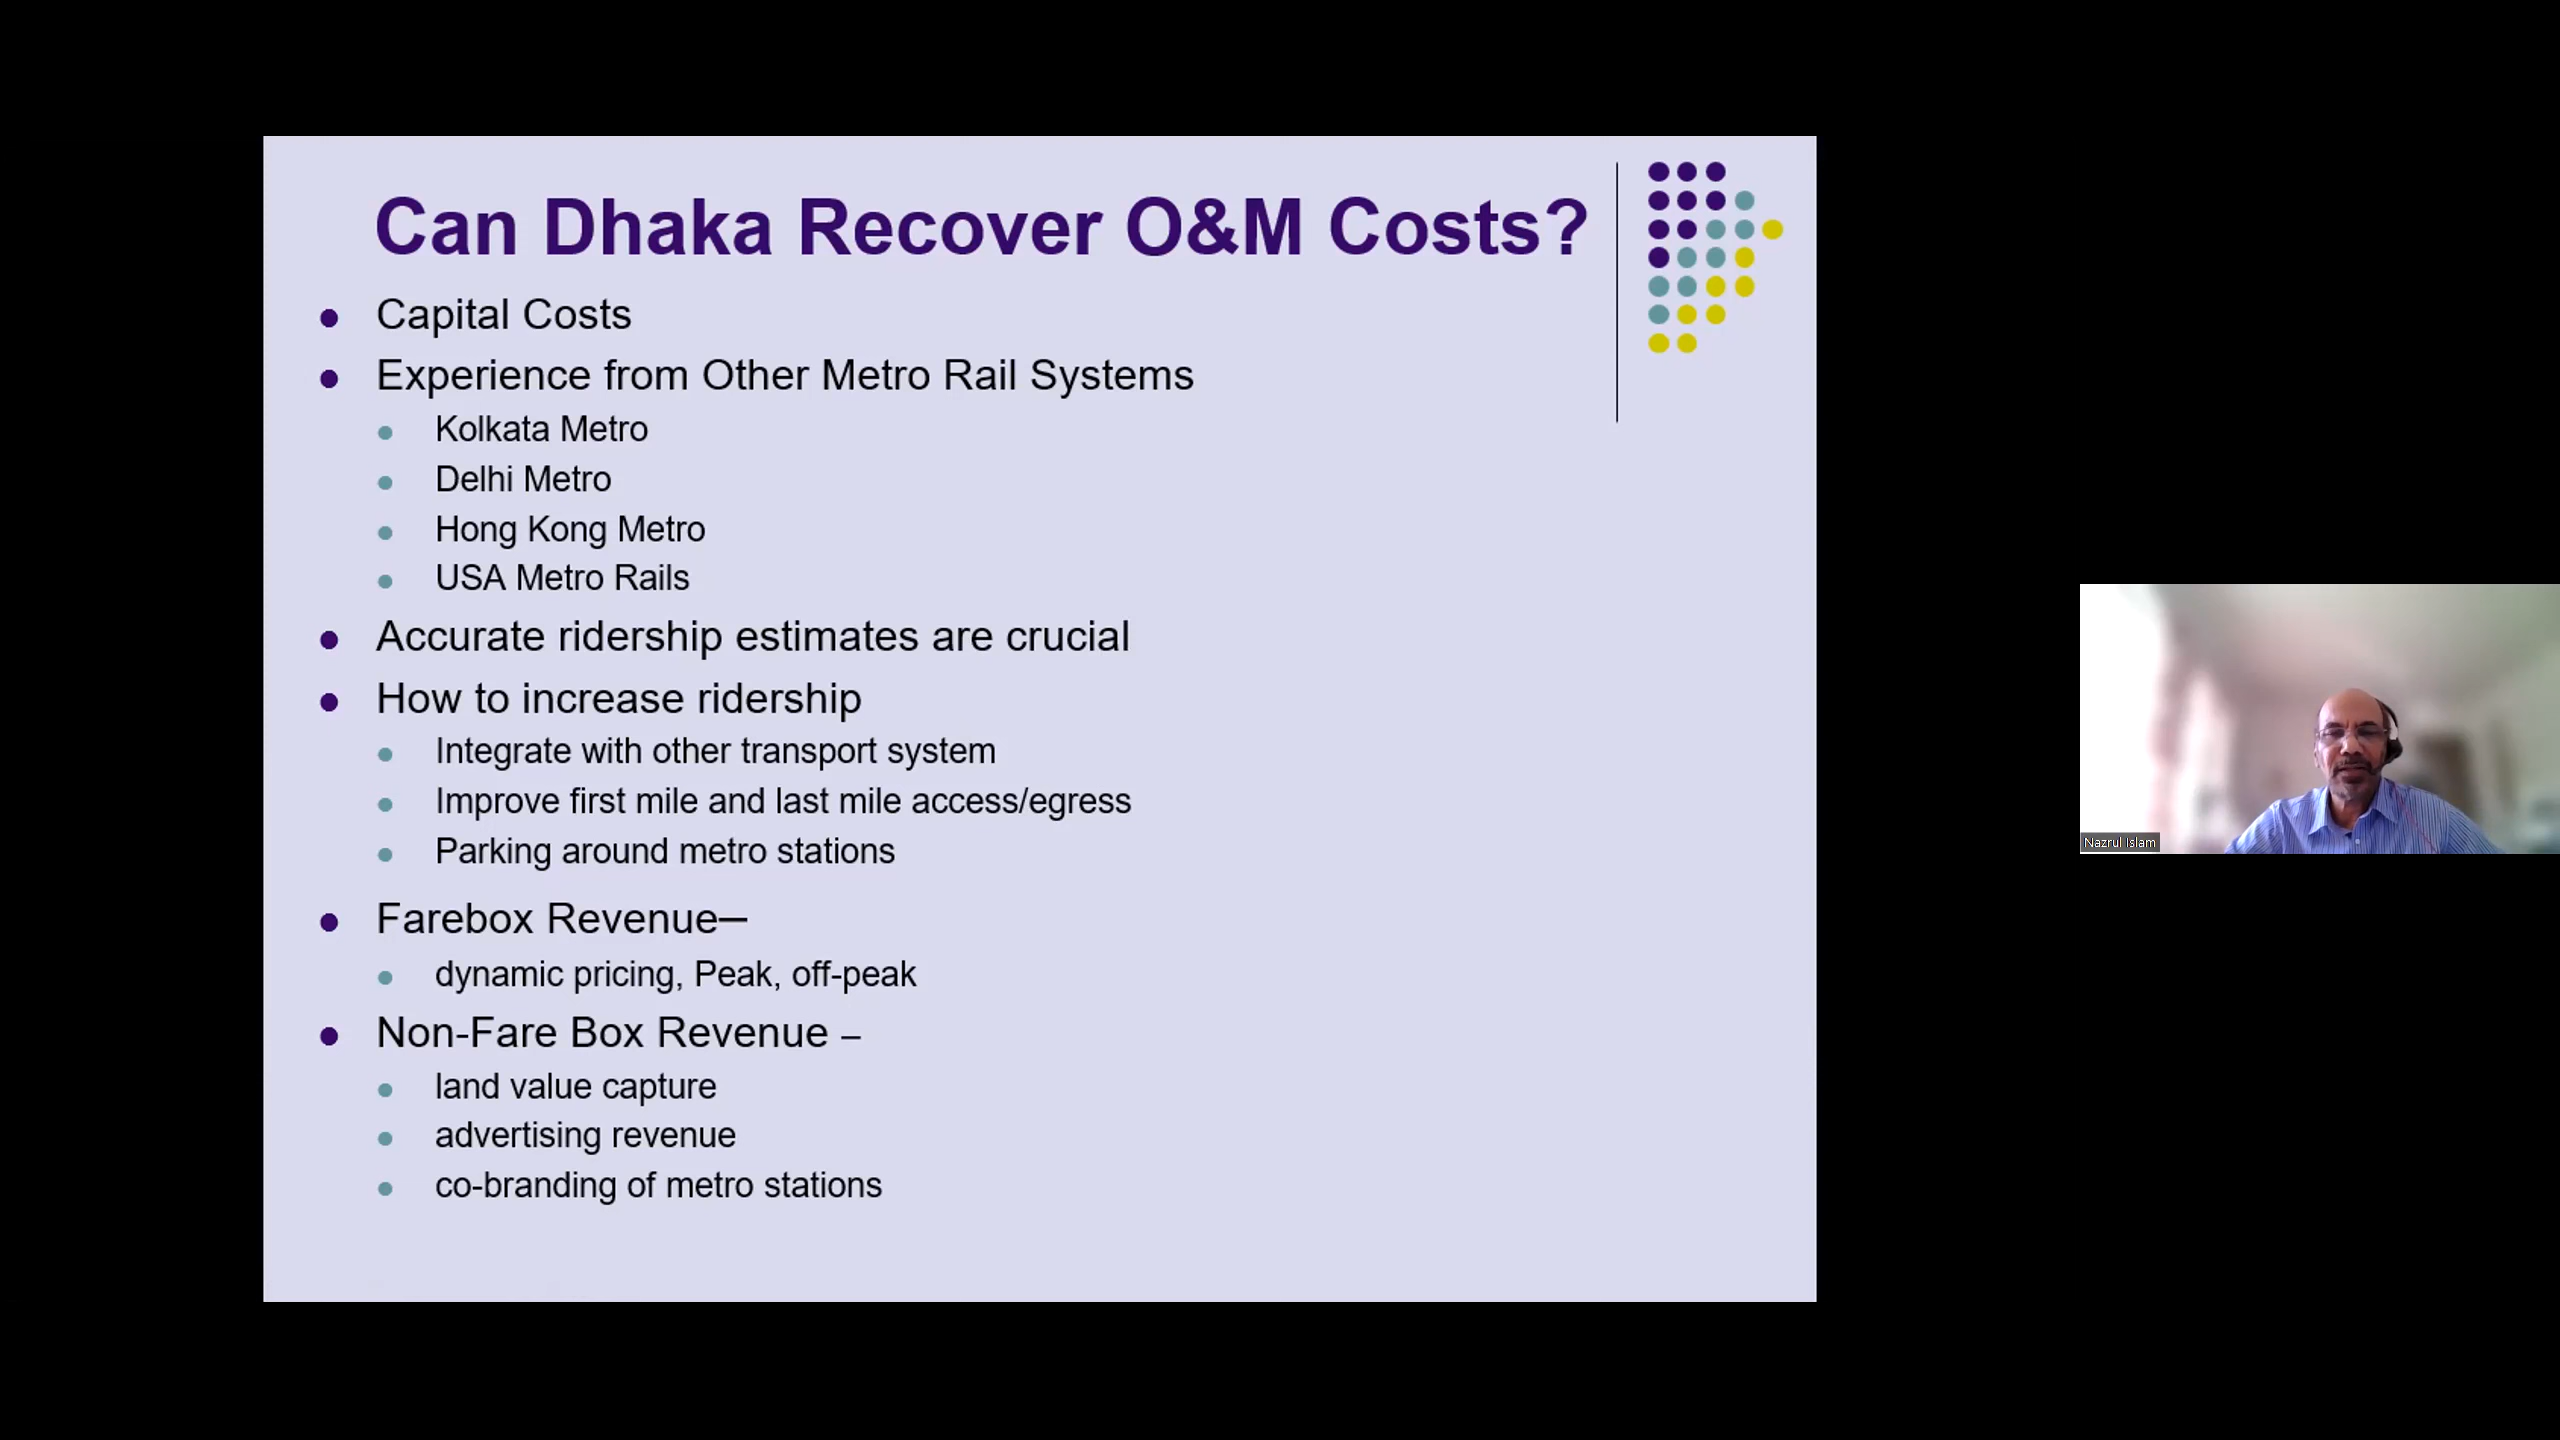 Can Dhaka Recover O&M Costs?
Capital Costs
Experience from Other Metro Rail Systems
Kolkata Metro
Delhi Metro
Hong Kong Metro
USA Metro Rails
Accurate ridership estimates are crucial
How to increase ridership
Integrate with other transport system
Improve first mile and last mile access/egress
Parking around metro stations
Farebox Revenue—
dynamic pricing, Peak, off-peak
Non-Fare Box Revenue –
land value capture
advertising revenue
co-branding of metro stations
Nazrul Islam